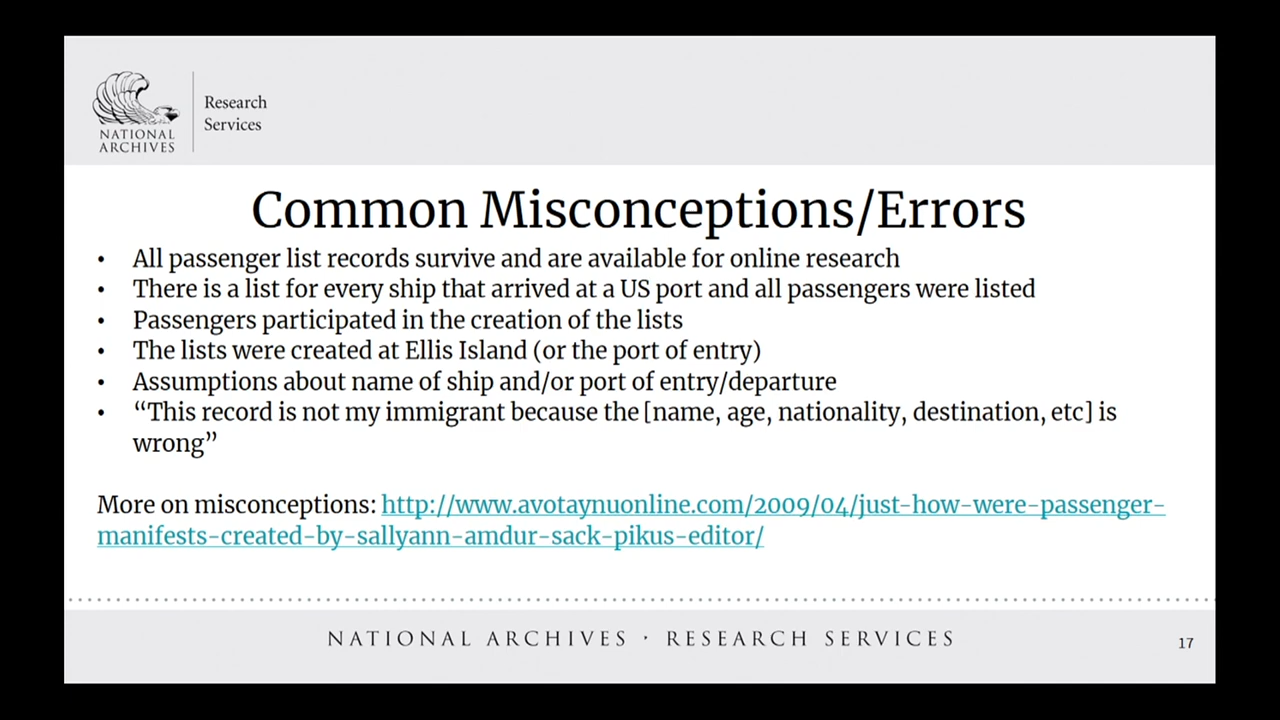 NATIONAL
ARCHIVES
Research
Services
Common Misconceptions/Errors
• All passenger list records survive and are available for online research
• There is a list for every ship that arrived at a US port and all passengers were listed
• Passengers participated in the creation of the lists
• The lists were created at Ellis Island (or the port of entry)
• Assumptions about name of ship and/or port of entry/departure
• “This record is not my immigrant because the [name, age, nationality, destination, etc] is
wrong”
More on misconceptions: http://www.avotaynuonline.com/2009/04/just-how-were-passenger-
manifests-created-by-sallyann-amdur-sack-pikus-editor/
NATIONAL ARCHIVES · RESEARCH SERVICES
17